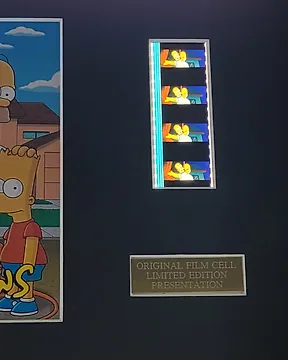 ORIGINAL FILM CELL
LIMITED EDITION
PRESENTATION